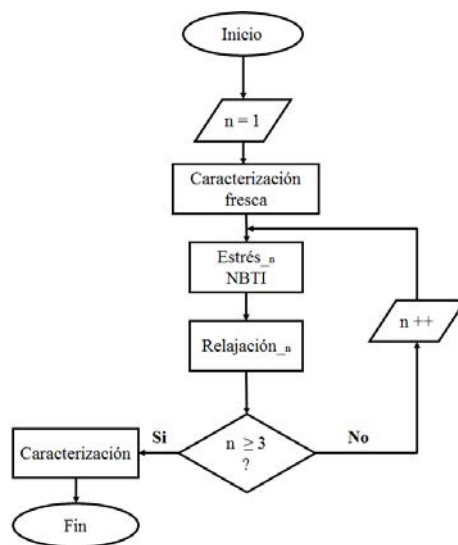 Inicio
n = 1
Caracterización
fresca
Estrés_n
NBTI
n ++
Relajación_n
Si
n ≥ 3
?
No
Caracterización
Fin